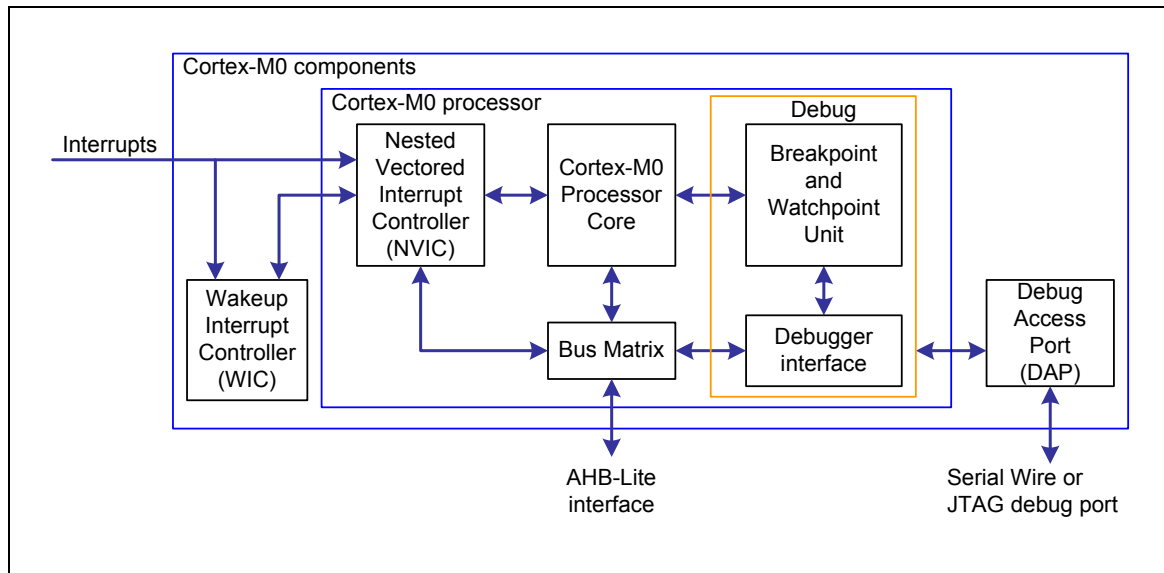 Cortex-M0 components
Cortex-M0 processor
Debug
Interrupts
Nested
Vectored
Interrupt
Controller
(NVIC)
Cortex-M0
Processor
Core
Breakpoint
and
Watchpoint
Unit
Wakeup
Interrupt
Controller
(WIC)
Bus Matrix
Debugger
interface
Debug
Access
Port
(DAP)
AHB-Lite
interface
Serial Wire or
JTAG debug port